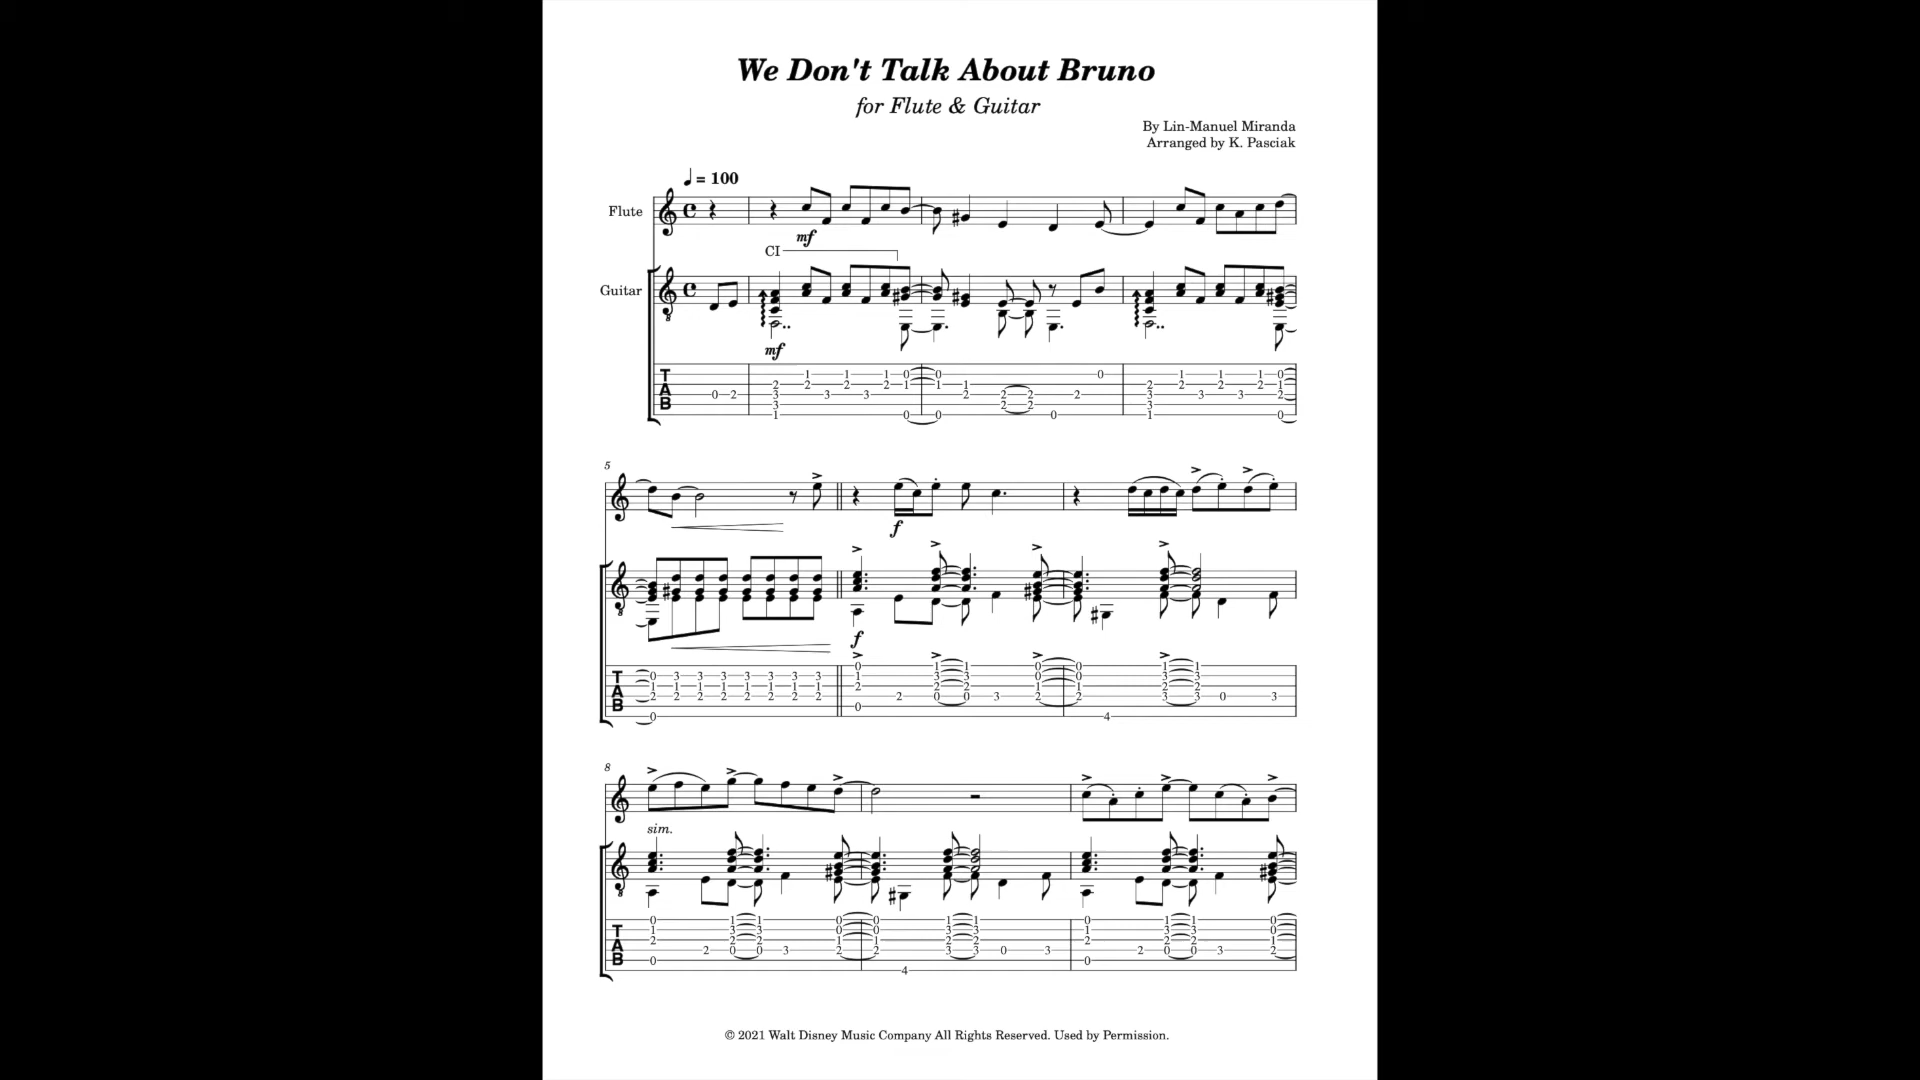 We Don't Talk About Bruno
for Flute & Guitar
By Lin-Manuel Miranda
Arranged by K. Pasciak
= 100
Flute
mf
CI
Guitar
mf
T
A
B
5
f
f
T
A
B
8
sim.
T
A
B
© 2021 Walt Disney Music Company All Rights Reserved. Used by Permission.